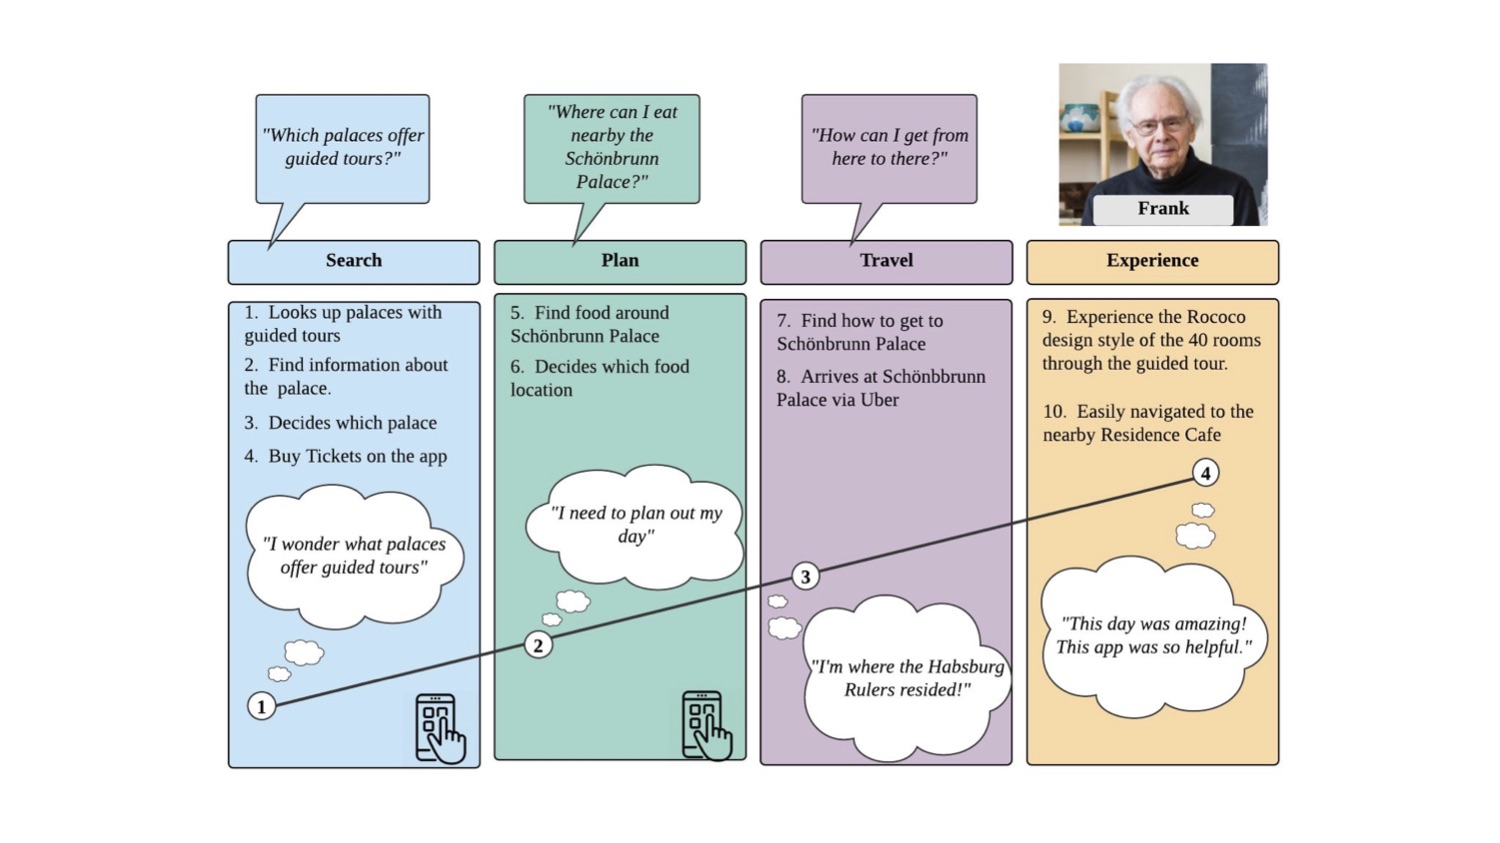 "Which palaces offer
guided tours?"
"Where can I eat
nearby the
Schönbrunn
Palace?"
"How can I get from
here to there?"
Frank
Search
Plan
Travel
Experience
1.  Looks up palaces with
guided tours
2.  Find information about
the  palace.
3.  Decides which palace
4.  Buy Tickets on the app
"I wonder what palaces
offer guided tours"
1
5.  Find food around
Schönbrunn Palace
6.  Decides which food
location
"I need to plan out my
day"
2
7.  Find how to get to
Schönbrunn Palace
8.  Arrives at Schönbbrunn
Palace via Uber
3
"I'm where the Habsburg
Rulers resided!"
9.  Experience the Rococo
design style of the 40 rooms
through the guided tour.
10.  Easily navigated to the
nearby Residence Cafe
4
"This day was amazing!
This app was so helpful."